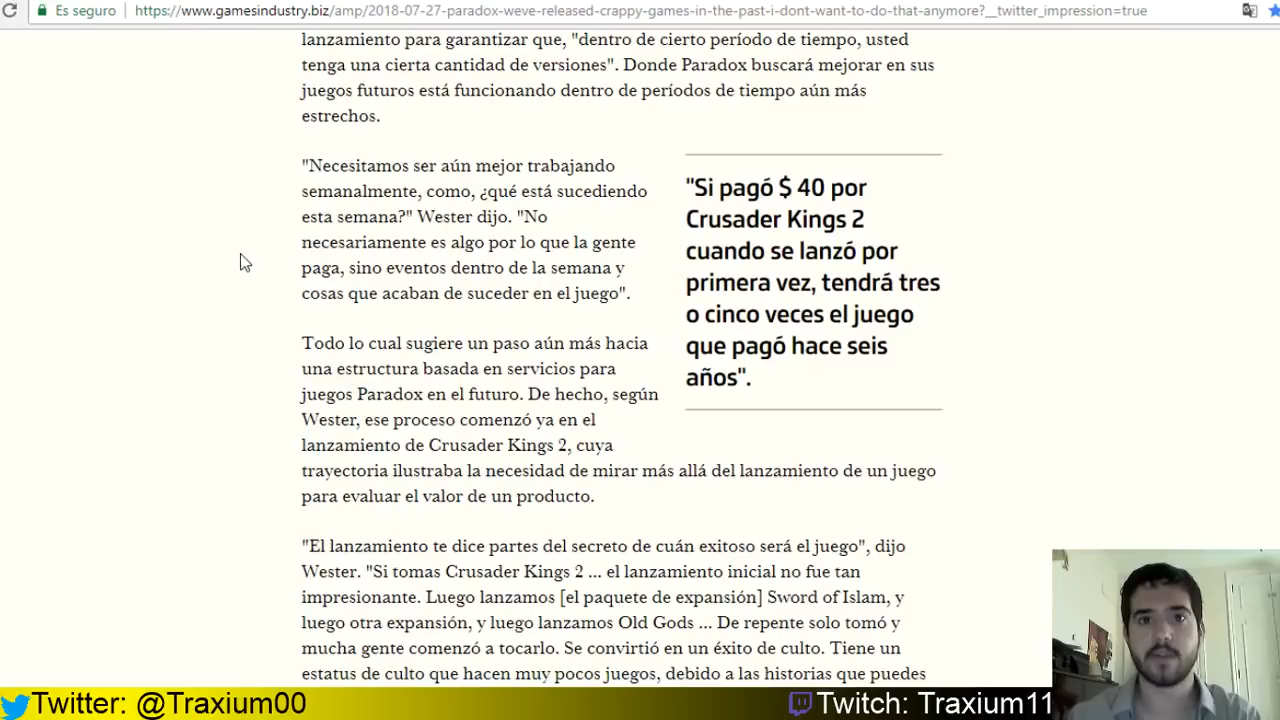 Es seguro
https://www.gamesindustry.biz/amp/2018-07-27-paradox-weve-released-crappy-games-in-the-past-i-dont-want-to-do-that-anymore?__twitter_impression=true
lanzamiento para garantizar que, "dentro de cierto período de tiempo, usted
tenga una cierta cantidad de versiones". Donde Paradox buscará mejorar en sus
juegos futuros está funcionando dentro de períodos de tiempo aún más
estrechos.
"Necesitamos ser aún mejor trabajando
semanalmente, como, ¿qué está sucediendo
esta semana?" Wester dijo. "No
necesariamente es algo por lo que la gente
paga, sino eventos dentro de la semana y
cosas que acaban de suceder en el juego".
"Si pagó $ 40 por
Crusader Kings 2
cuando se lanzó por
primera vez, tendrá tres
o cinco veces el juego
que pagó hace seis
años".
Todo lo cual sugiere un paso aún más hacia
una estructura basada en servicios para
juegos Paradox en el futuro. De hecho, según
Wester, ese proceso comenzó ya en el
lanzamiento de Crusader Kings 2, cuya
trayectoria ilustraba la necesidad de mirar más allá del lanzamiento de un juego
para evaluar el valor de un producto.
"El lanzamiento te dice partes del secreto de cuán exitoso será el juego", dijo
Wester. "Si tomas Crusader Kings 2 ... el lanzamiento inicial no fue tan
impresionante. Luego lanzamos [el paquete de expansión] Sword of Islam, y
luego otra expansión, y luego lanzamos Old Gods ... De repente solo tomó y
mucha gente comenzó a tocarlo. Se convirtió en un éxito de culto. Tiene un
estatus de culto que hacen muy pocos juegos, debido a las historias que puedes
Twitter: @Traxium00
Twitch: Traxium11